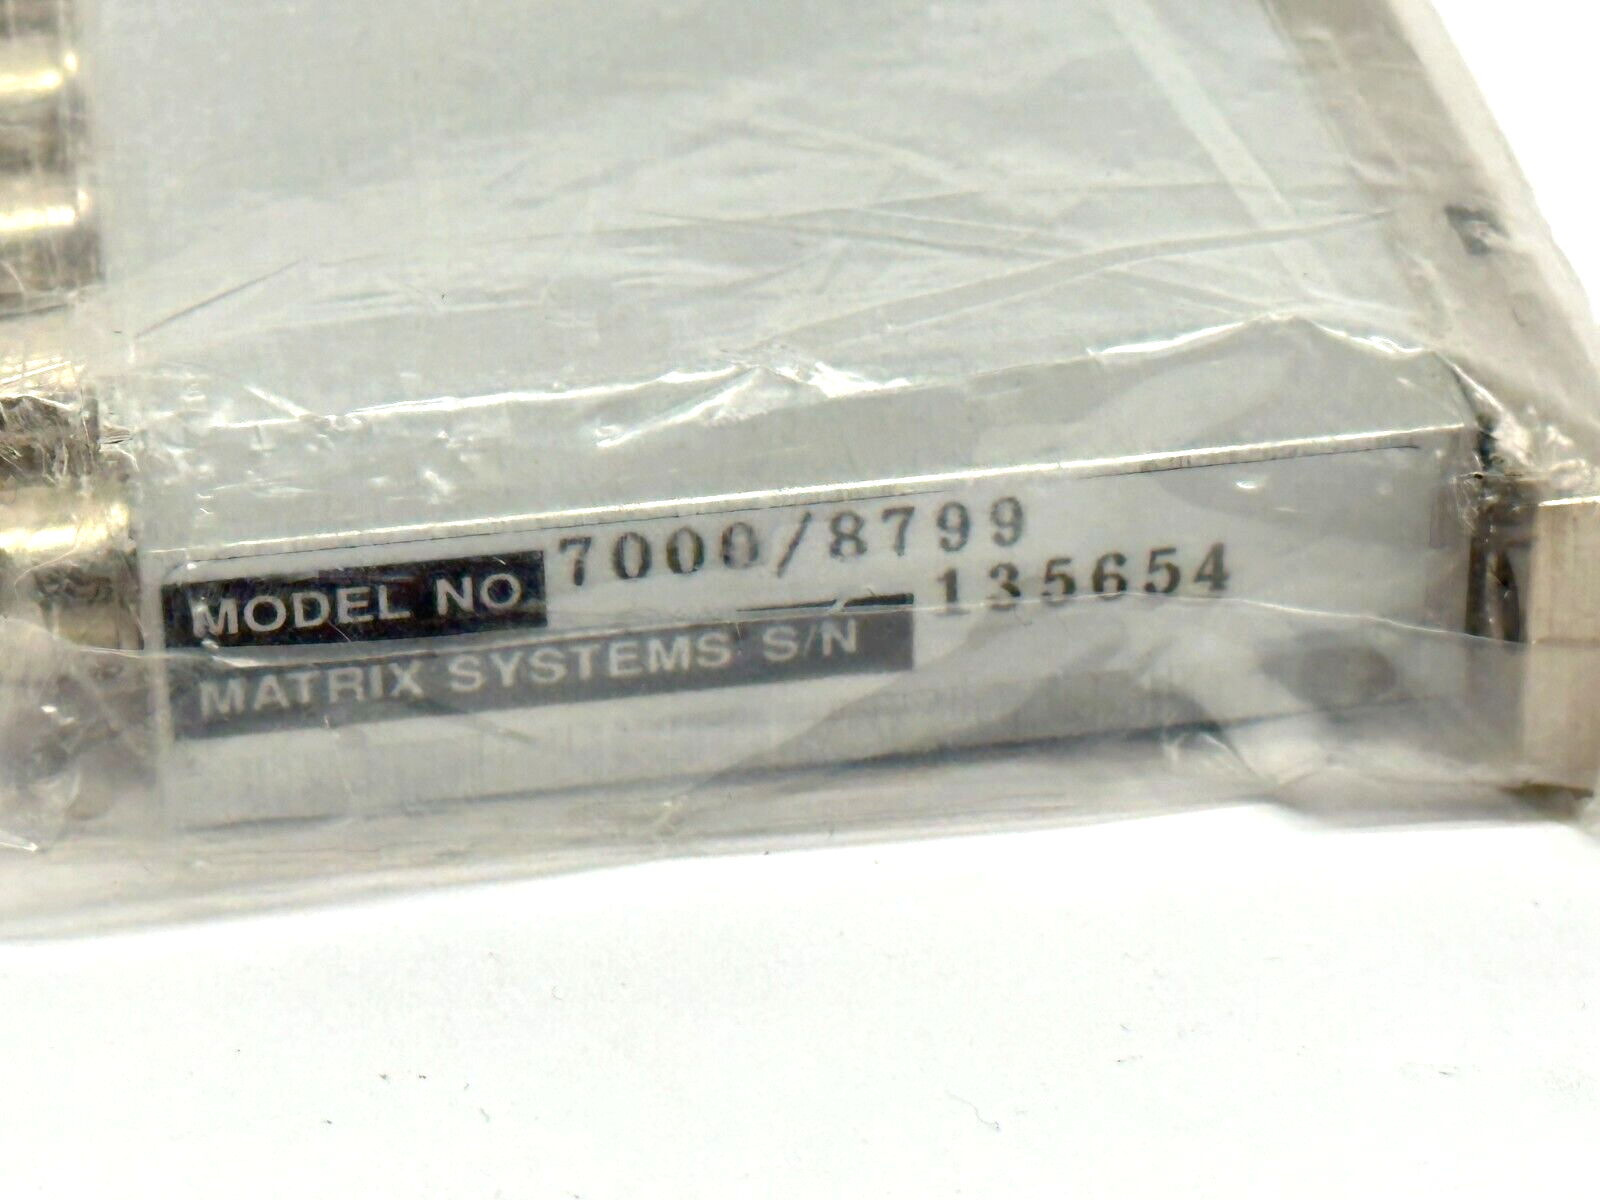 MODEL NO 7000/8799
MATRIX SYSTEMS S/N 135654